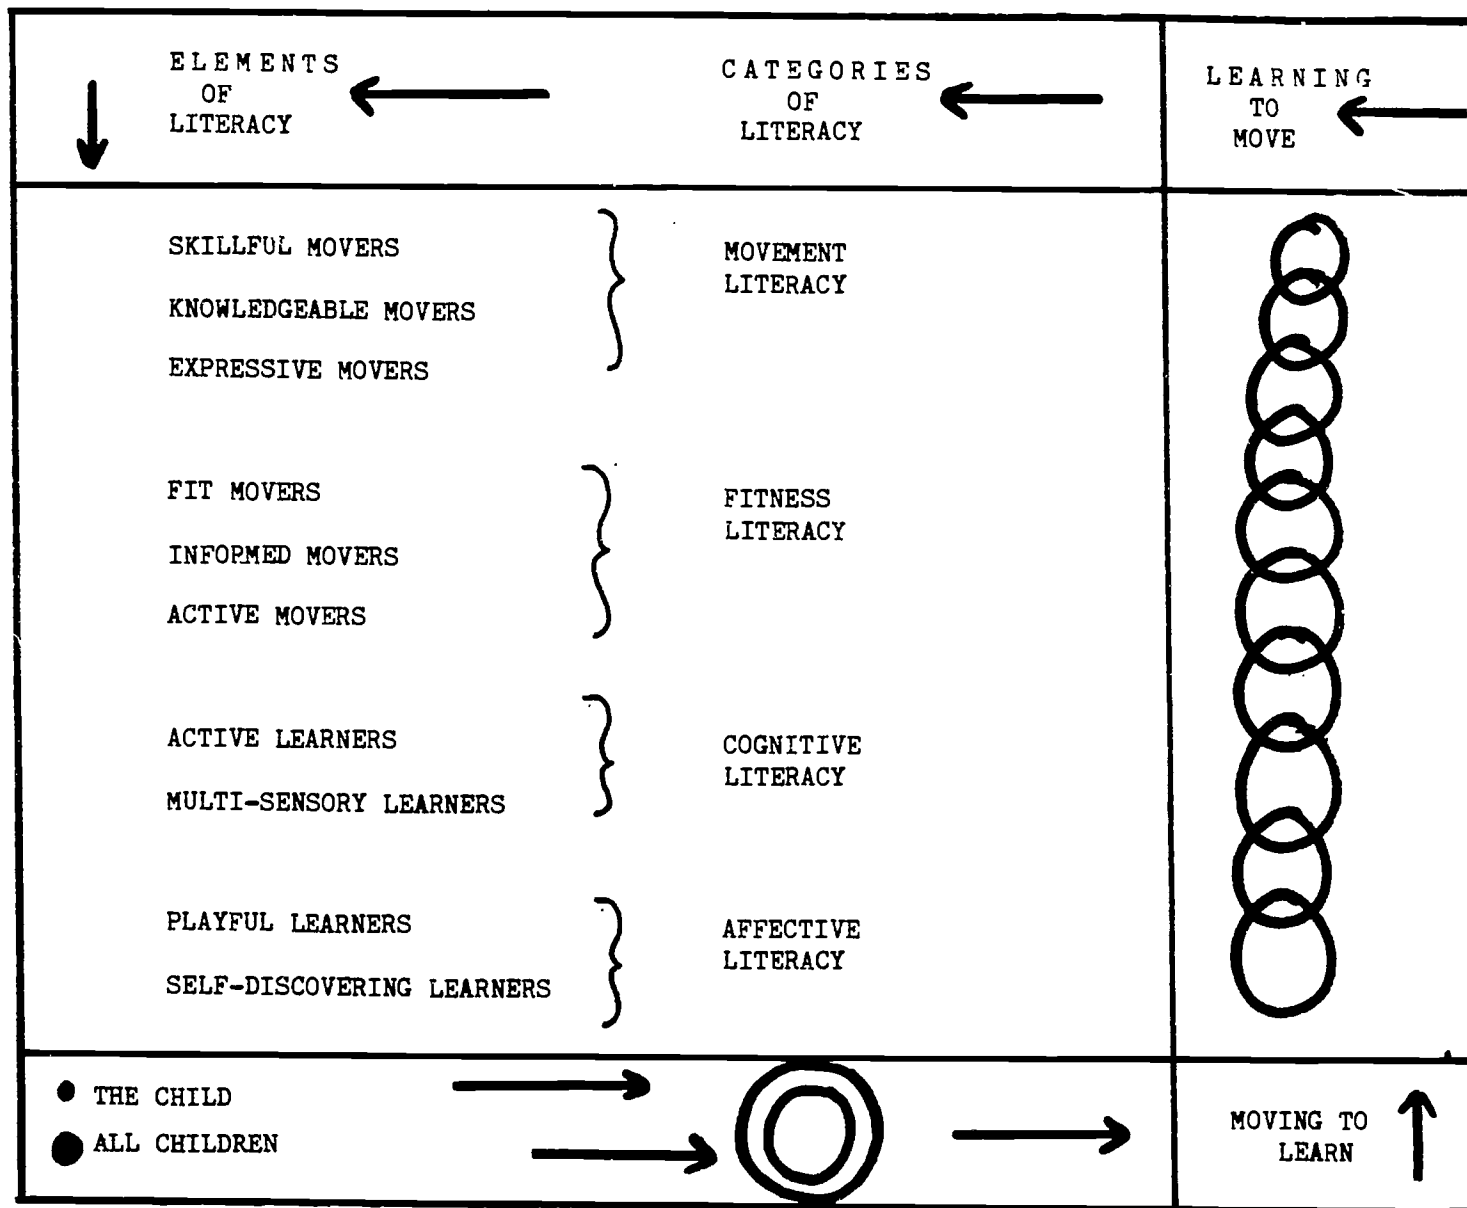 ELEMENTS
OF
LITERACY
CATEGORIES
OF
LITERACY
LEARNING
TO
MOVE
SKILLFUL MOVERS
KNOWLEDGEABLE MOVERS
EXPRESSIVE MOVERS
MOVEMENT
LITERACY
FIT MOVERS
INFORMED MOVERS
ACTIVE MOVERS
FITNESS
LITERACY
ACTIVE LEARNERS
MULTI-SENSORY LEARNERS
COGNITIVE
LITERACY
PLAYFUL LEARNERS
SELF-DISCOVERING LEARNERS
AFFECTIVE
LITERACY
THE CHILD
ALL CHILDREN
MOVING TO
LEARN